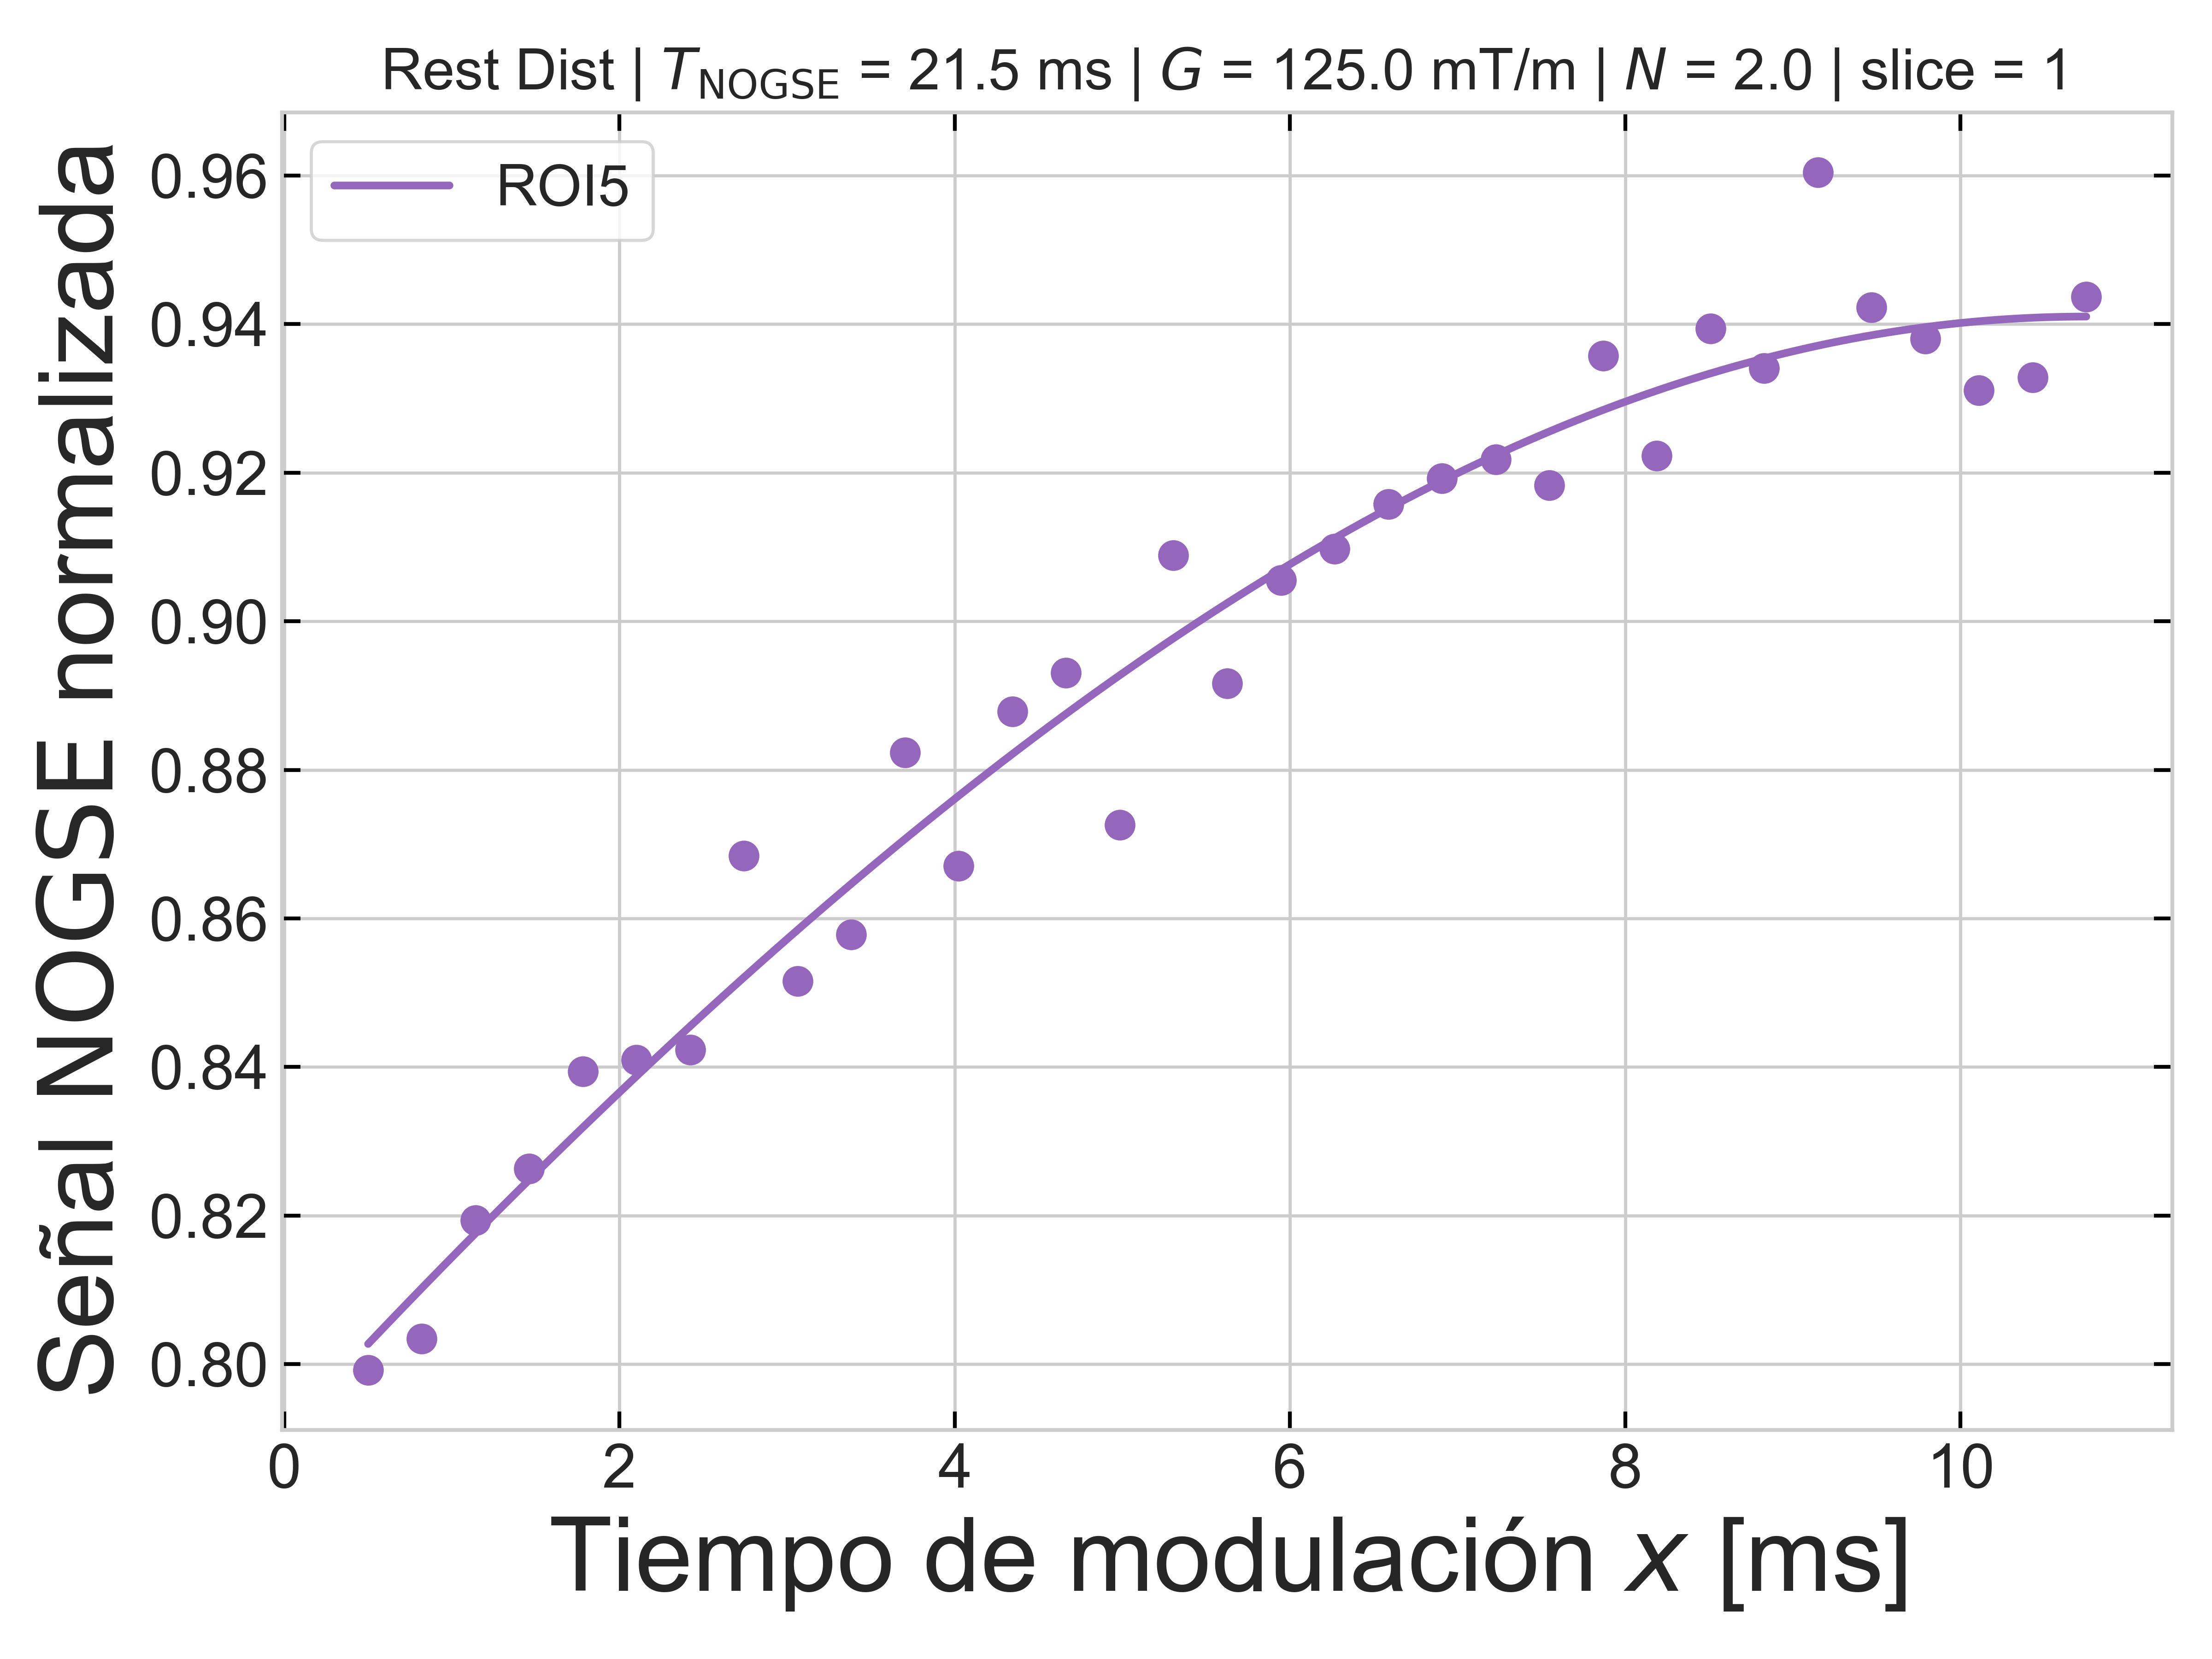 Rest Dist | T_NOGSE = 21.5 ms | G = 125.0 mT/m | N = 2.0 | slice = 1
ROI5
Señal NOGSE normalizada
0.96
0.94
0.92
0.90
0.88
0.86
0.84
0.82
0.80
0 2 4 6 8 10
Tiempo de modulación x [ms]